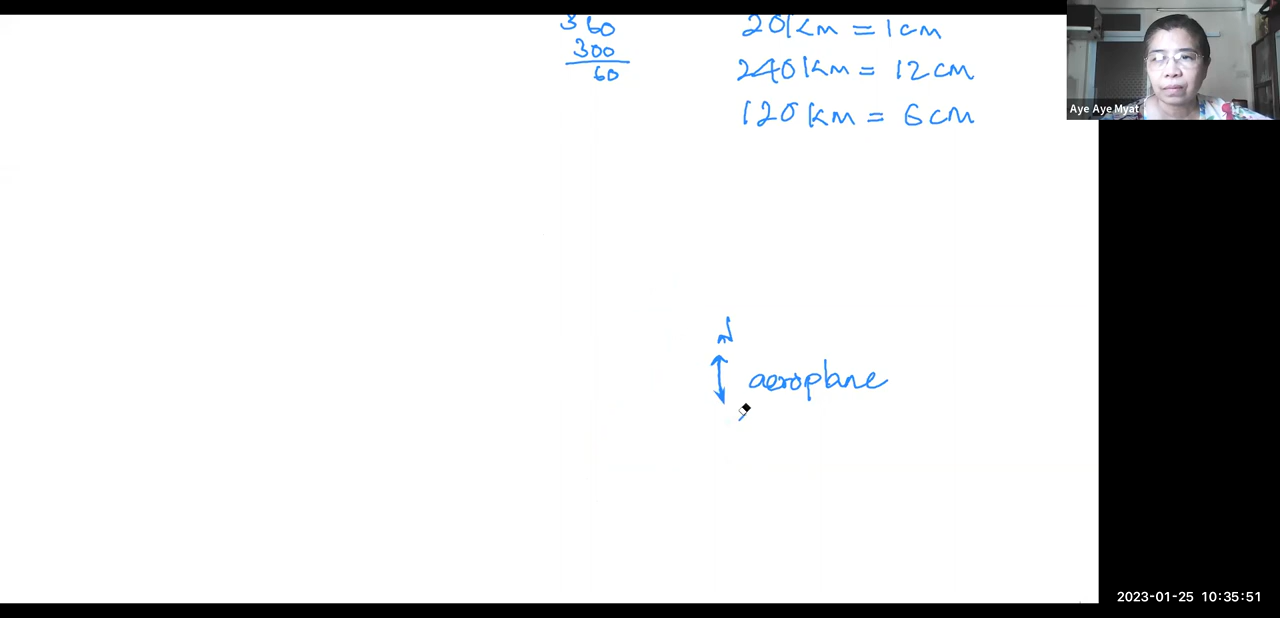 360
300
60
20km = 1cm
240km = 12cm
120km = 6cm
N
aeroplane
Aye Aye Myat
2023-01-25 10:35:51